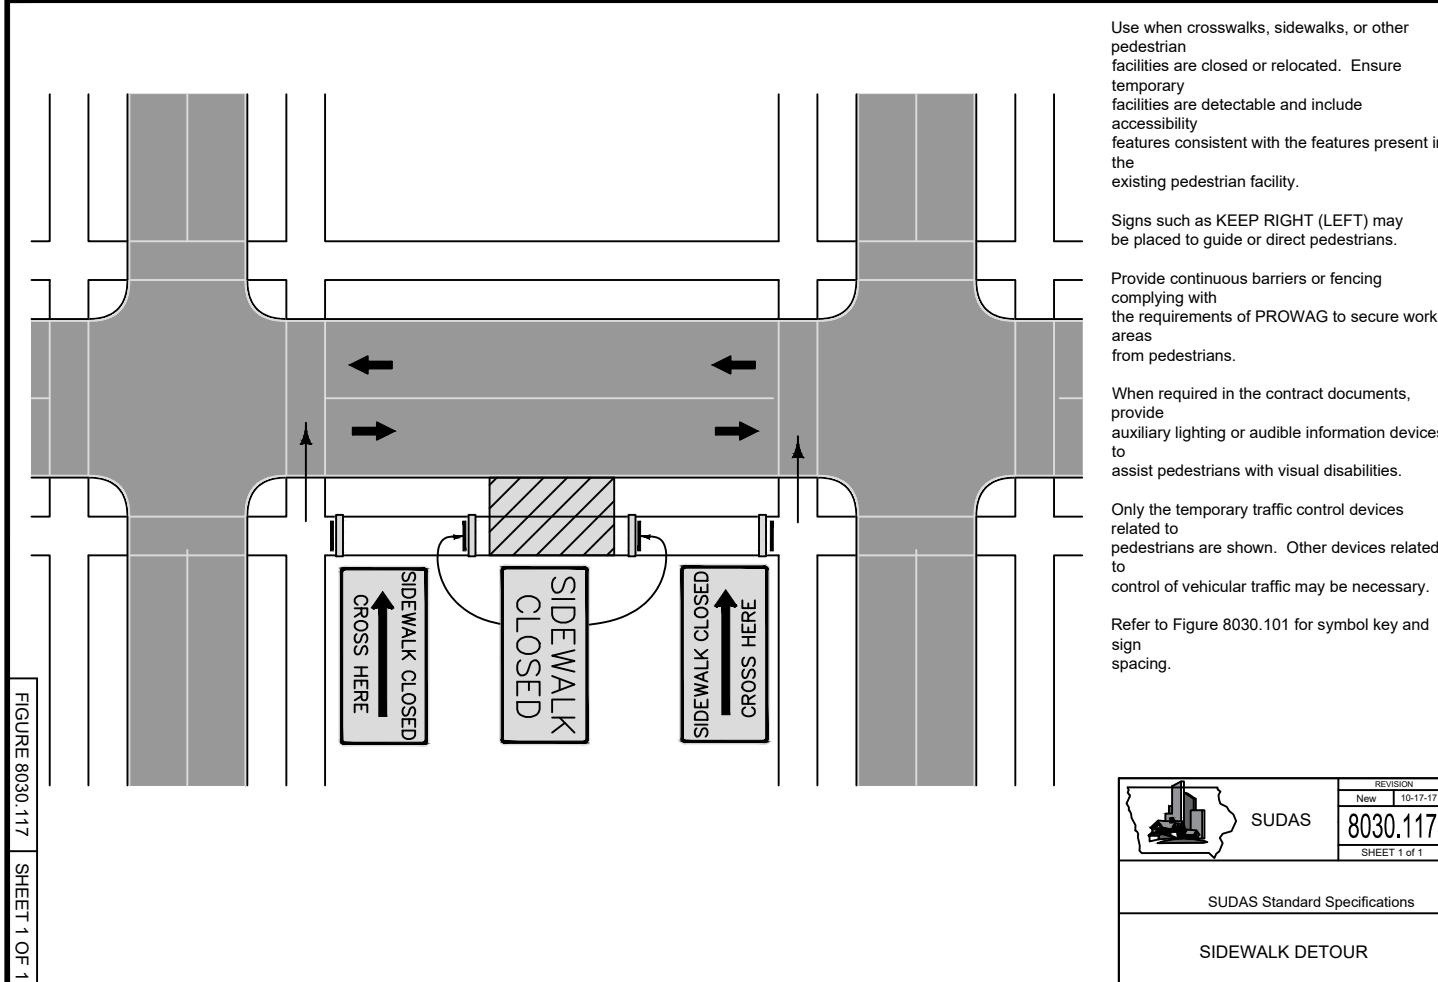 Use when crosswalks, sidewalks, or other
pedestrian
facilities are closed or relocated.  Ensure
temporary
facilities are detectable and include
accessibility
features consistent with the features present in
the
existing pedestrian facility.
Signs such as KEEP RIGHT (LEFT) may
be placed to guide or direct pedestrians.
Provide continuous barriers or fencing
complying with
the requirements of PROWAG to secure work
areas
from pedestrians.
When required in the contract documents,
provide
auxiliary lighting or audible information devices
to
assist pedestrians with visual disabilities.
Only the temporary traffic control devices
related to
pedestrians are shown.  Other devices related
to
control of vehicular traffic may be necessary.
Refer to Figure 8030.101 for symbol key and
sign
spacing.
SIDEWALK CLOSED
CROSS HERE
SIDEWALK
CLOSED
SIDEWALK CLOSED
CROSS HERE
FIGURE 8030.117
SHEET 1 OF 1
SUDAS
REVISION
New 10-17-17
8030.117
SHEET 1 of 1
SUDAS Standard Specifications
SIDEWALK DETOUR